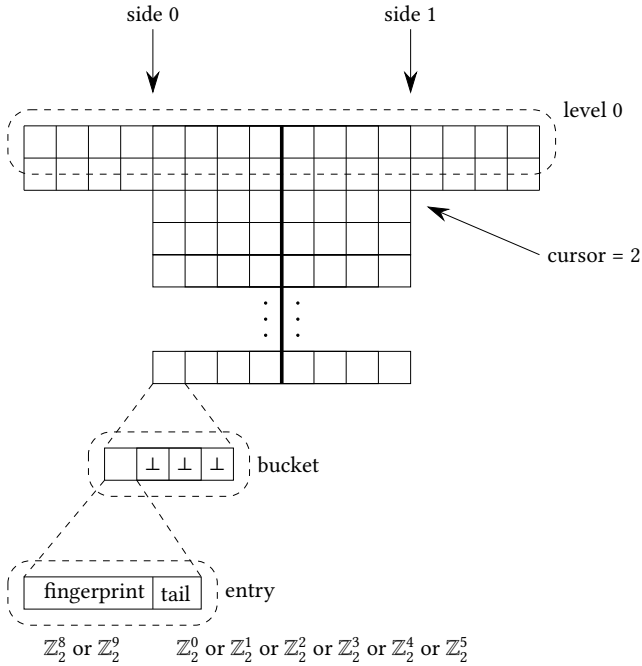 side 0 side 1
level 0
cursor = 2
⊥ ⊥ ⊥ bucket
fingerprint tail entry
ℤ₂⁸ or ℤ₂⁹ ℤ₂⁰ or ℤ₂¹ or ℤ₂² or ℤ₂³ or ℤ₂⁴ or ℤ₂⁵